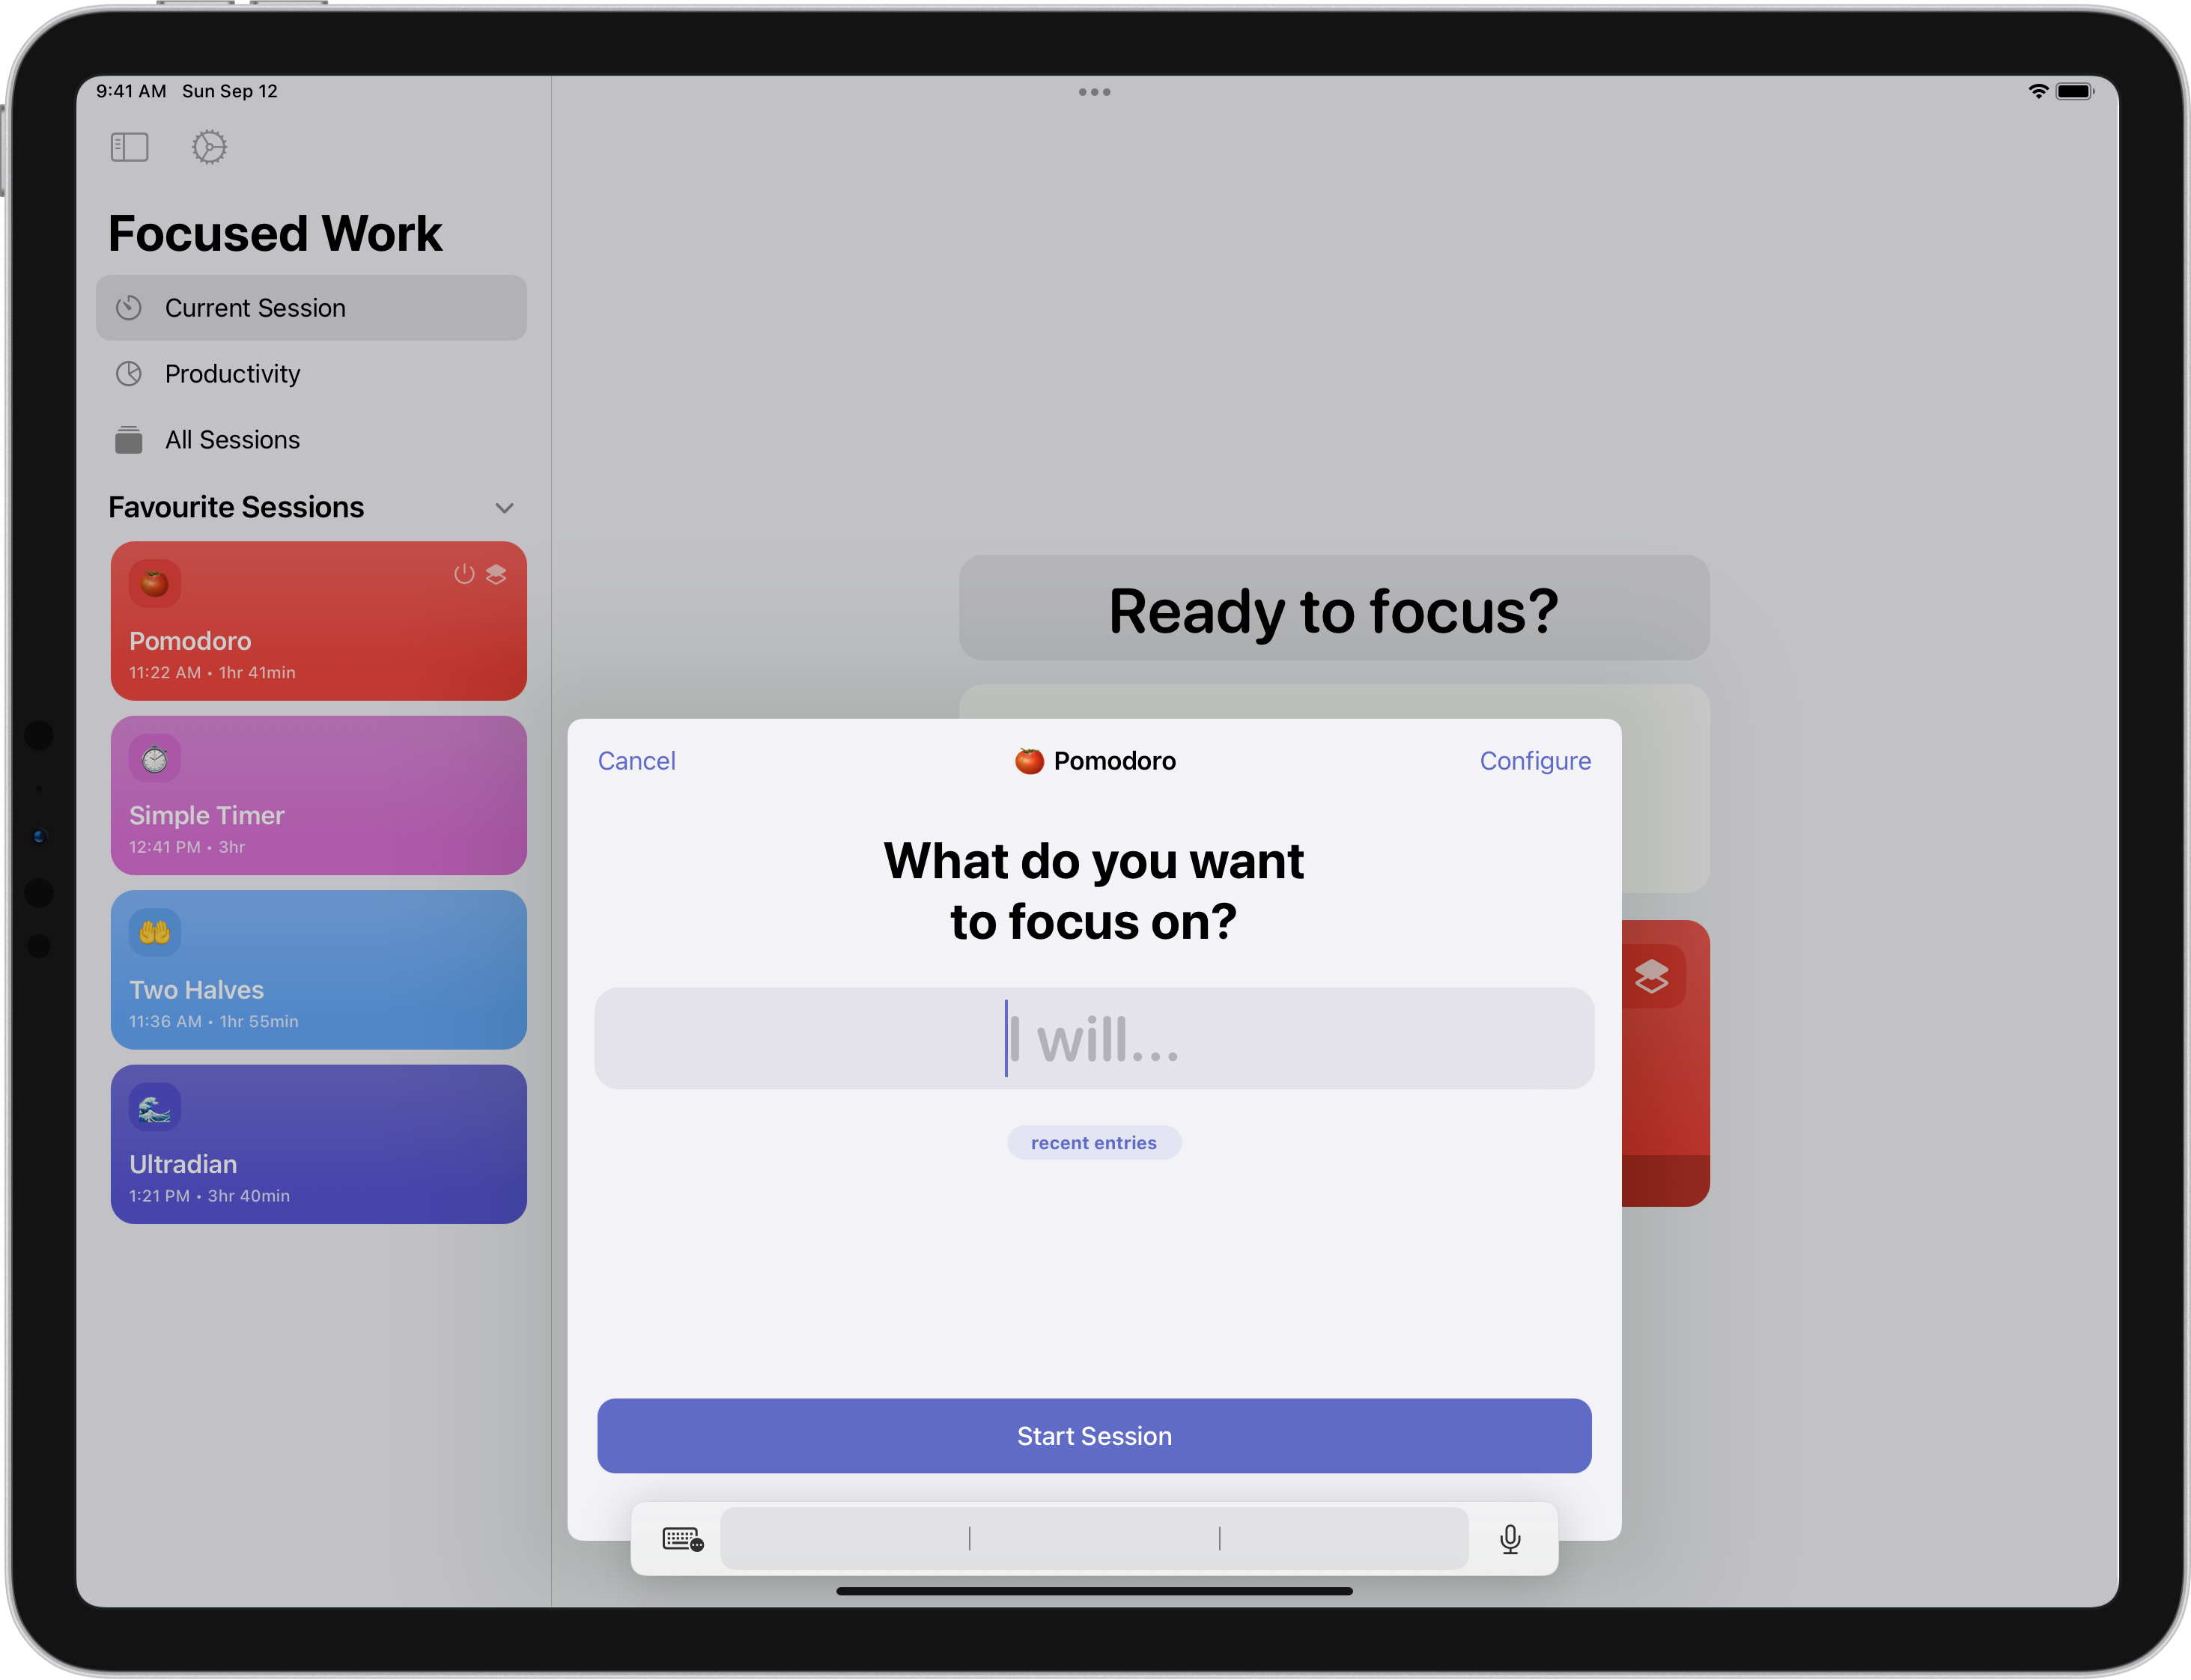 9:41 AM Sun Sep 12
Focused Work
Current Session
Productivity
All Sessions
Favourite Sessions
Pomodoro
11:22 AM • 1hr 41min
Simple Timer
12:41 PM • 3hr
Two Halves
11:36 AM • 1hr 55min
Ultradian
1:21 PM • 3hr 40min
Ready to focus?
Cancel
Pomodoro
Configure
What do you want
to focus on?
I will...
recent entries
Start Session